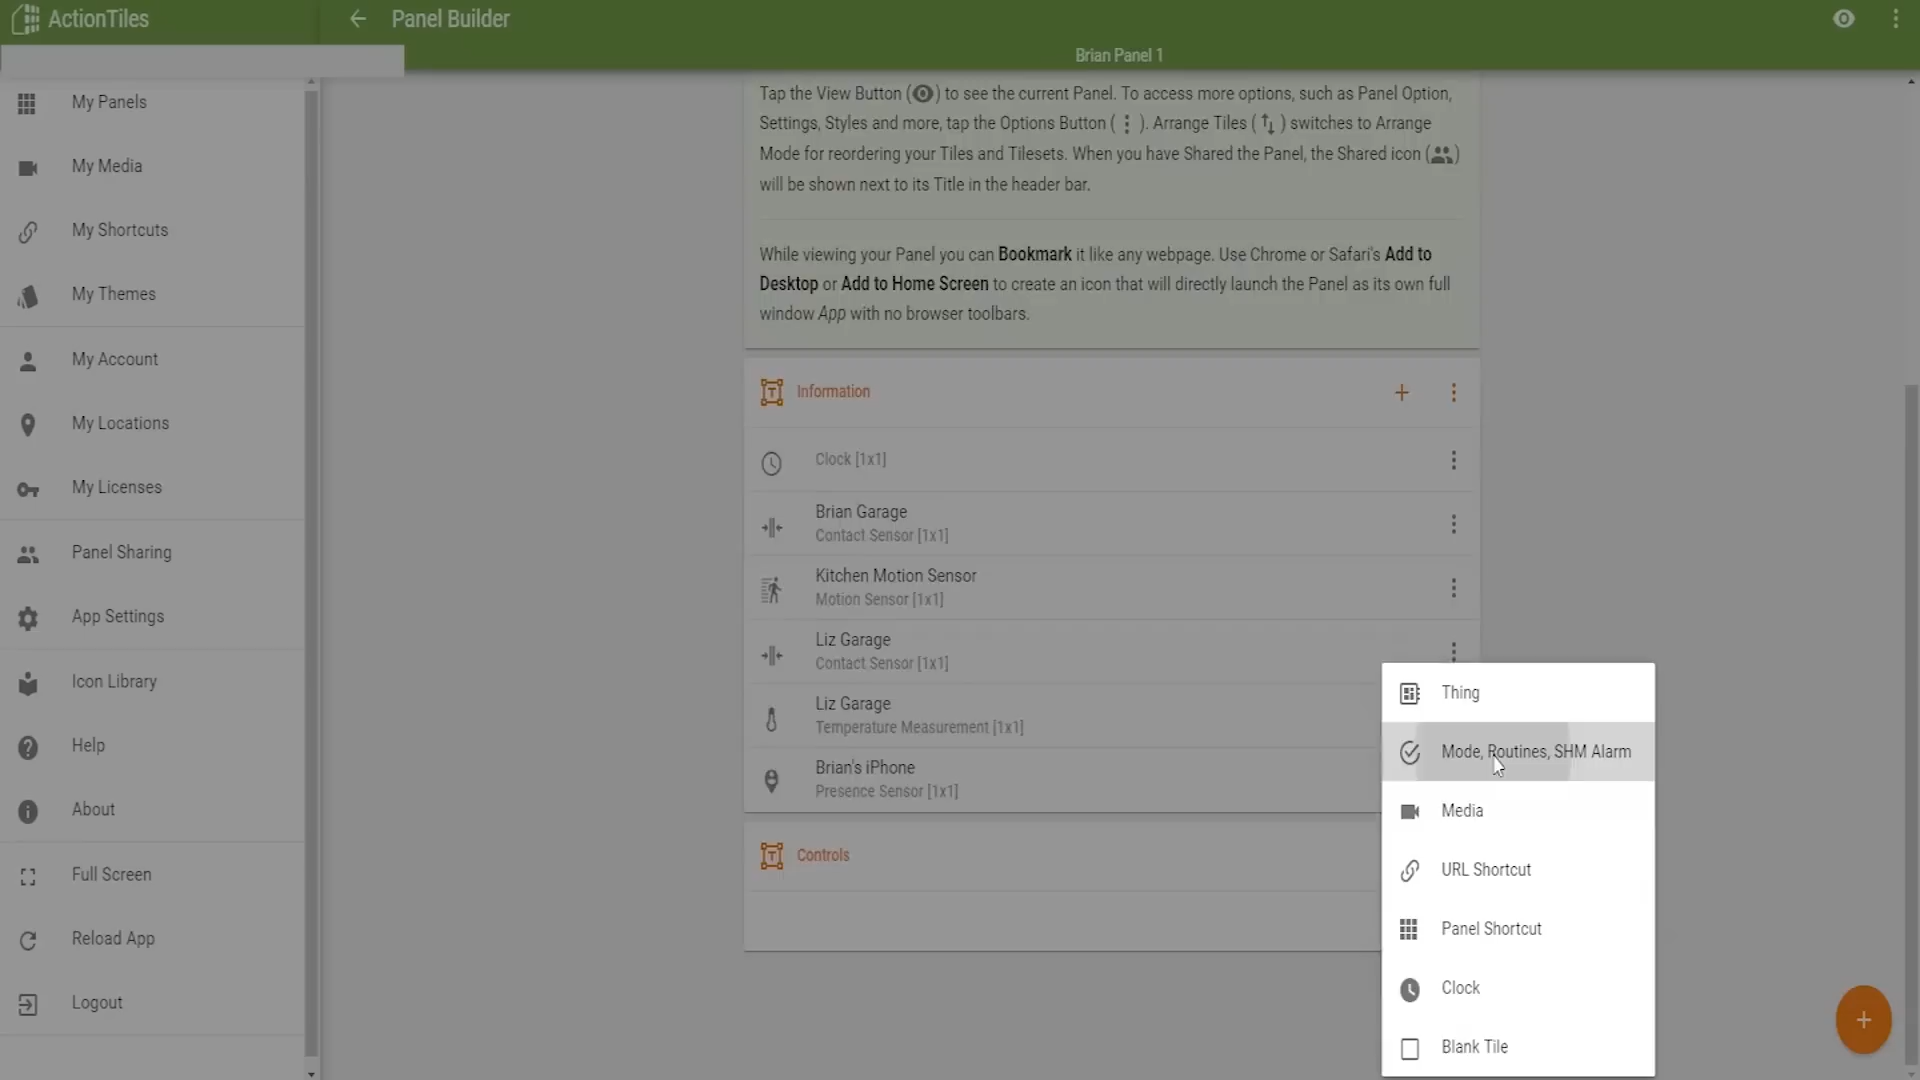 ActionTiles
Panel Builder
Brian Panel 1
My Panels
My Media
My Shortcuts
My Themes
My Account
My Locations
My Licenses
Panel Sharing
App Settings
Icon Library
Help
About
Full Screen
Reload App
Logout
Tap the View Button ( ) to see the current Panel. To access more options, such as Panel Option,
Settings, Styles and more, tap the Options Button ( ⋮ ). Arrange Tiles ( ) switches to Arrange
Mode for reordering your Tiles and Tilesets. When you have Shared the Panel, the Shared icon ( )
will be shown next to its Title in the header bar.
While viewing your Panel you can Bookmark it like any webpage. Use Chrome or Safari's Add to
Desktop or Add to Home Screen to create an icon that will directly launch the Panel as its own full
window App with no browser toolbars.
Information
Clock [1x1]
Brian Garage
Contact Sensor [1x1]
Kitchen Motion Sensor
Motion Sensor [1x1]
Liz Garage
Contact Sensor [1x1]
Liz Garage
Temperature Measurement [1x1]
Brian's iPhone
Presence Sensor [1x1]
Controls
Thing
Mode, Routines, SHM Alarm
Media
URL Shortcut
Panel Shortcut
Clock
Blank Tile